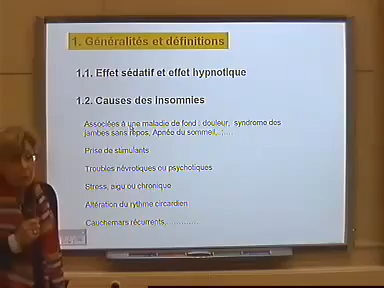 1. Généralités et définitions
1.1. Effet sédatif et effet hypnotique
1.2. Causes des insomnies
Associées à une maladie de fond : douleur, syndrome des
jambes sans repos, Apnée du sommeil,..:....
Prise de stimulants
Troubles névrotiques ou psychotiques
Stress, aigu ou chronique
Altération du rythme circardien
Cauchemars récurrents,..............